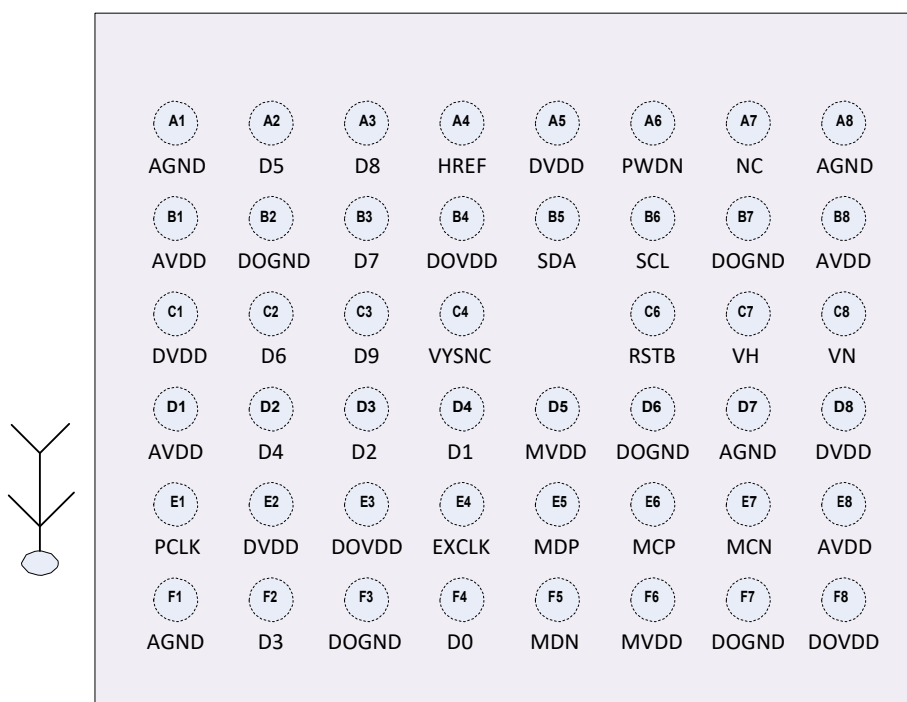 A1 A2 A3 A4 A5 A6 A7 A8
AGND D5 D8 HREF DVDD PWDN NC AGND
B1 B2 B3 B4 B5 B6 B7 B8
AVDD DOGND D7 DOVDD SDA SCL DOGND AVDD
C1 C2 C3 C4 C6 C7 C8
DVDD D6 D9 VYSNC RSTB VH VN
D1 D2 D3 D4 D5 D6 D7 D8
AVDD D4 D2 D1 MVDD DOGND AGND DVDD
E1 E2 E3 E4 E5 E6 E7 E8
PCLK DVDD DOVDD EXCLK MDP MCP MCN AVDD
F1 F2 F3 F4 F5 F6 F7 F8
AGND D3 DOGND D0 MDN MVDD DOGND DOVDD